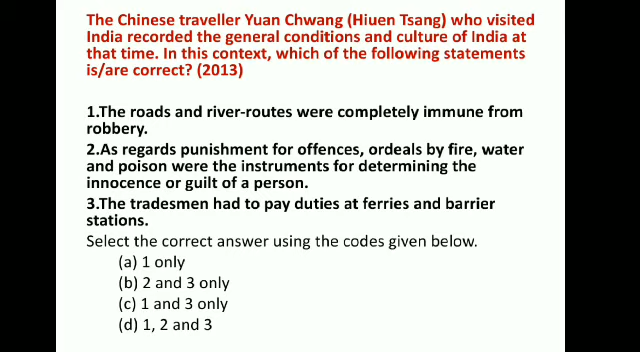 The Chinese traveller Yuan Chwang (Hiuen Tsang) who visited
India recorded the general conditions and culture of India at
that time. In this context, which of the following statements
is/are correct? (2013)
1.The roads and river-routes were completely immune from
robbery.
2.As regards punishment for offences, ordeals by fire, water
and poison were the instruments for determining the
innocence or guilt of a person.
3.The tradesmen had to pay duties at ferries and barrier
stations.
Select the correct answer using the codes given below.
(a) 1 only
(b) 2 and 3 only
(c) 1 and 3 only
(d) 1, 2 and 3